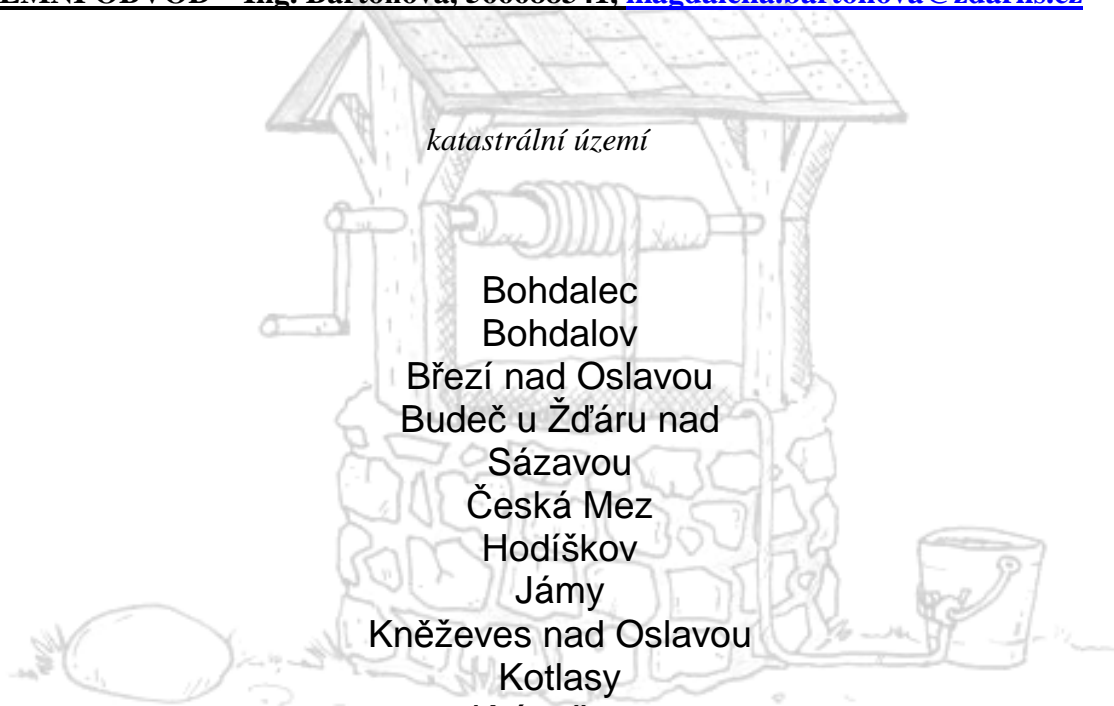 katastrální území
Bohdalec
Bohdalov
Březí nad Oslavou
Budeč u Žďáru nad
Sázavou
Česká Mez
Hodíškov
Jámy
Kněževes nad Oslavou
Kotlasy